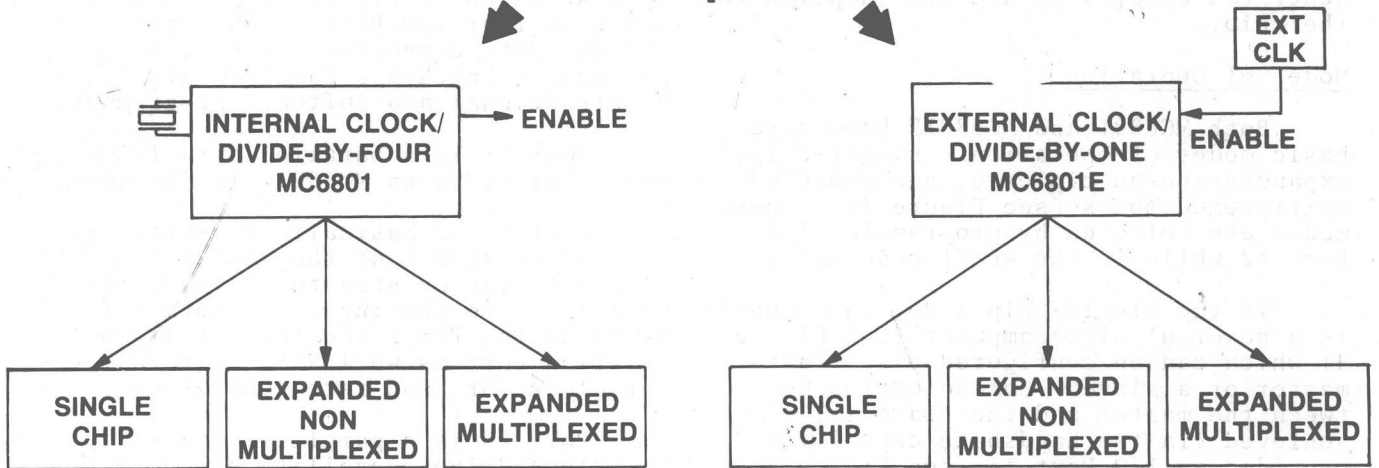 EXT
CLK
INTERNAL CLOCK/
DIVIDE-BY-FOUR
MC6801
ENABLE
EXTERNAL CLOCK/
DIVIDE-BY-ONE
MC6801E
ENABLE
SINGLE
CHIP
EXPANDED
NON
MULTIPLEXED
EXPANDED
MULTIPLEXED
SINGLE
CHIP
EXPANDED
NON
MULTIPLEXED
EXPANDED
MULTIPLEXED